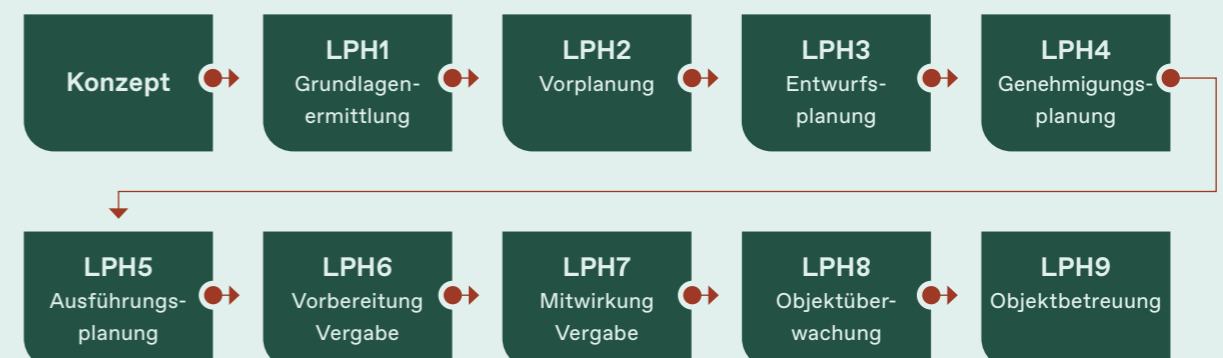 Konzept
LPH1
Grundlagen-
ermittlung
LPH2
Vorplanung
LPH3
Entwurfs-
planung
LPH4
Genehmigungs-
planung
LPH5
Ausführungs-
planung
LPH6
Vorbereitung
Vergabe
LPH7
Mitwirkung
Vergabe
LPH8
Objektüber-
wachung
LPH9
Objektbetreuung